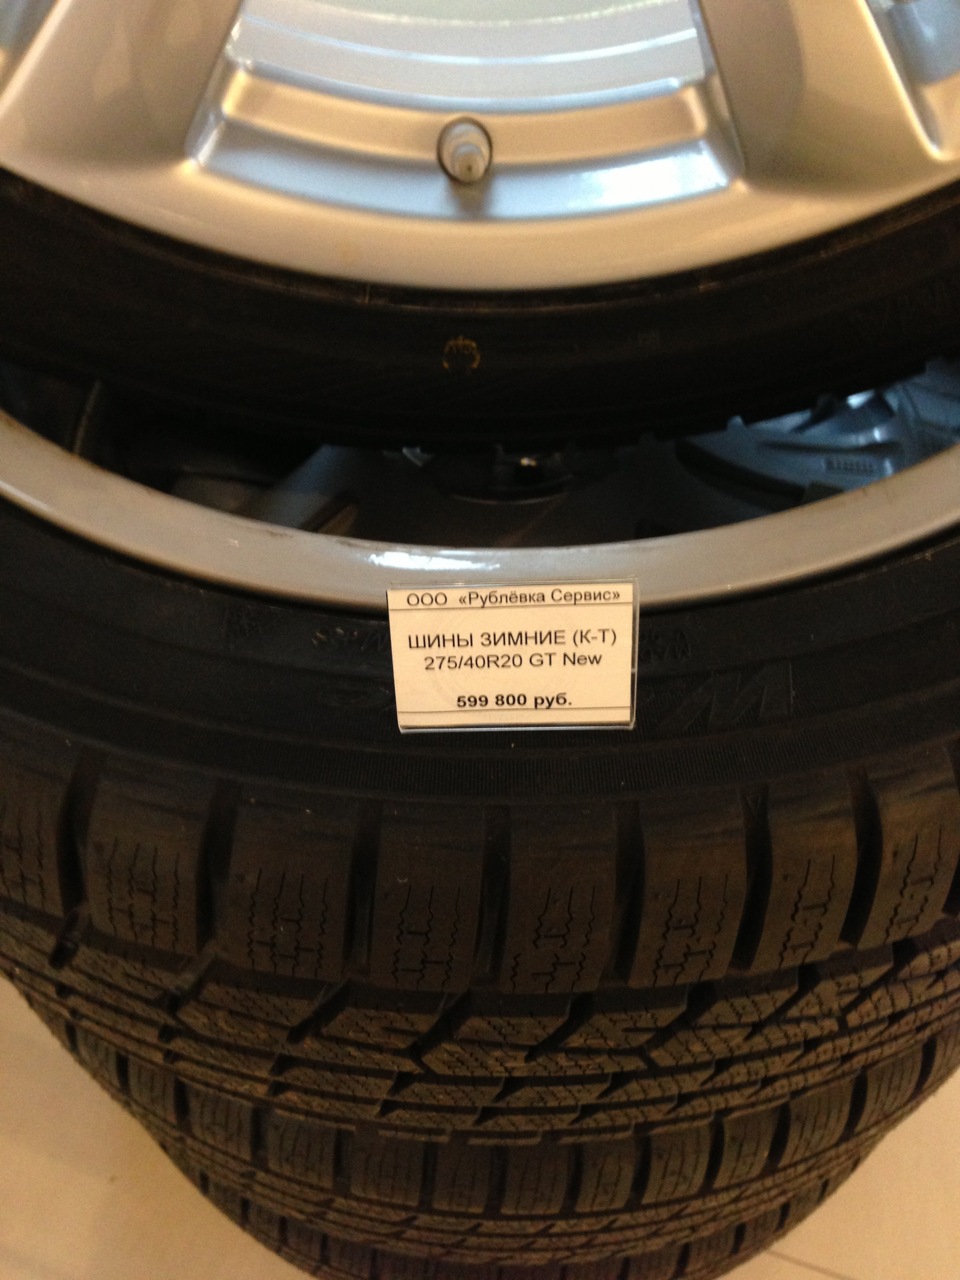 ООО «Рублёвка Сервис»
ШИНЫ ЗИМНИЕ (К-Т)
275/40R20 GT New
599 800 руб.